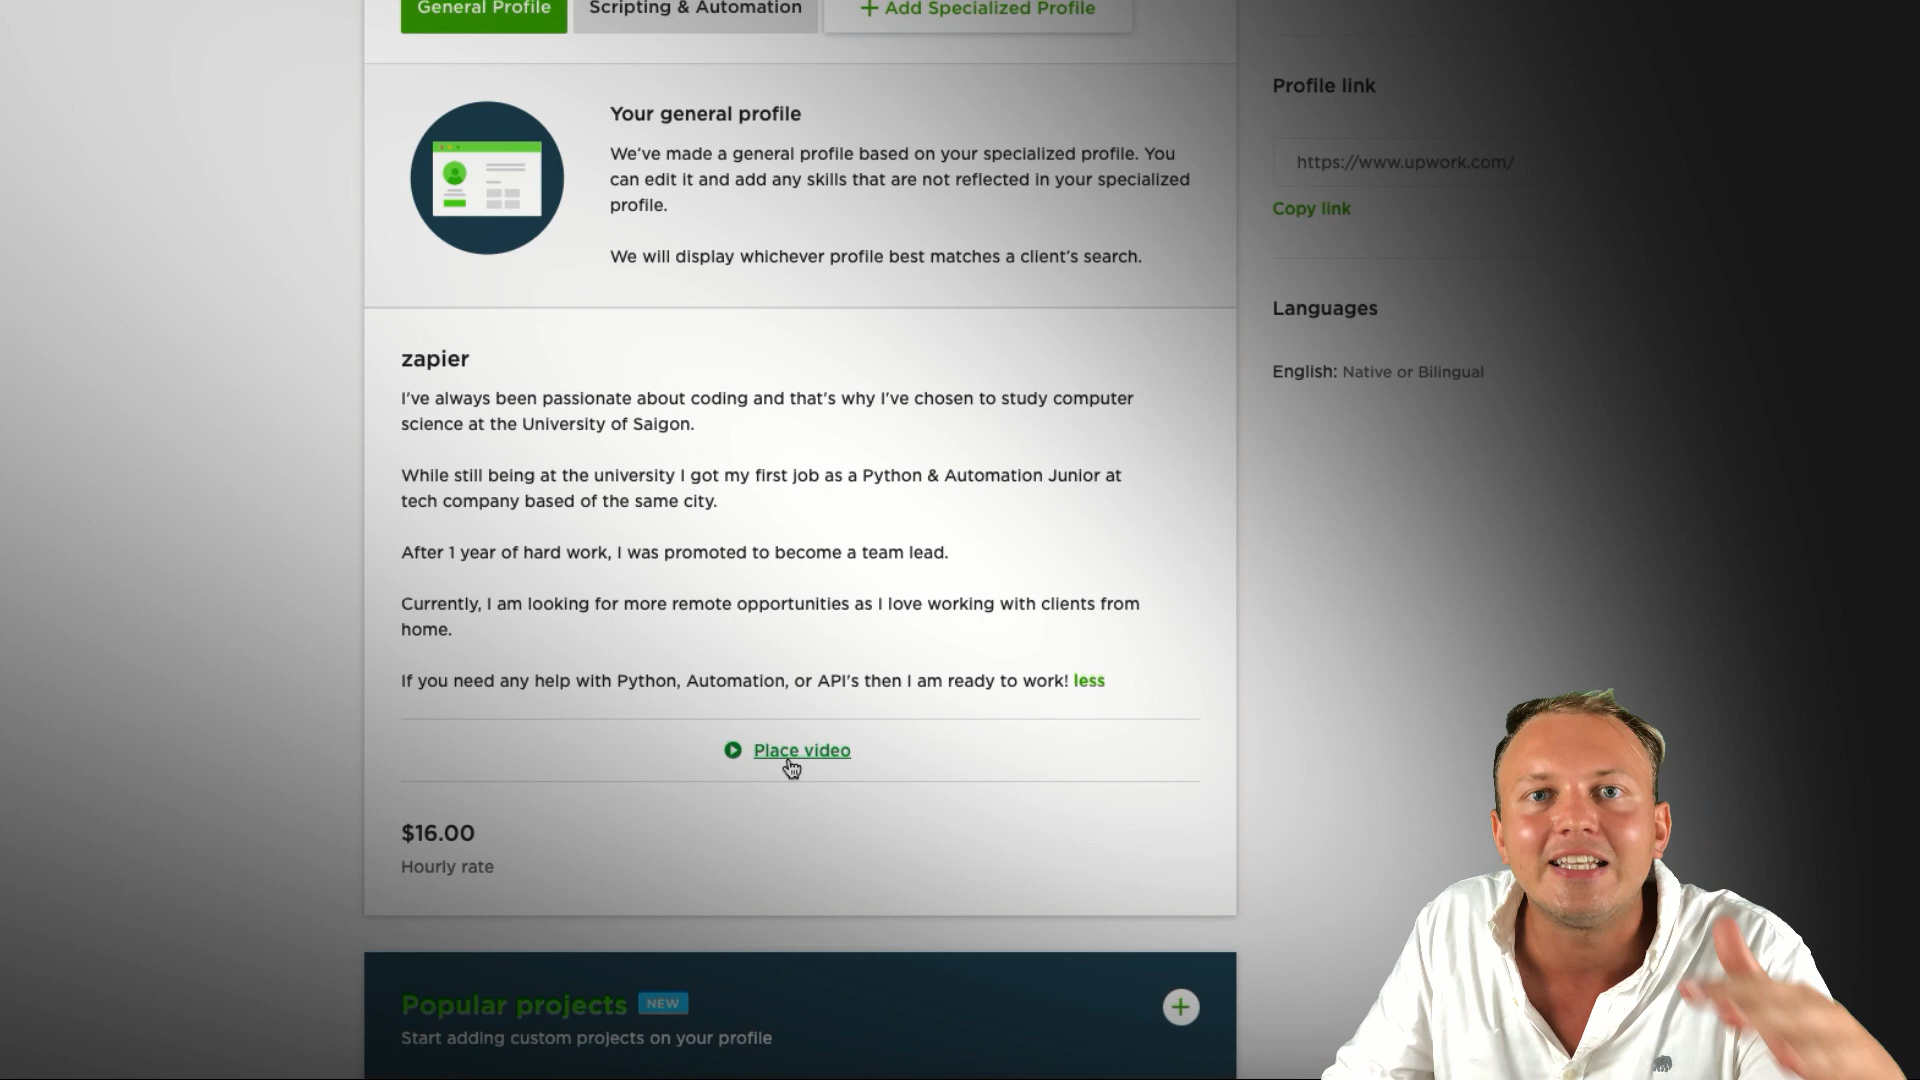 General Profile
Scripting & Automation
+ Add Specialized Profile
Your general profile
We've made a general profile based on your specialized profile. You
can edit it and add any skills that are not reflected in your specialized
profile.
We will display whichever profile best matches a client's search.
Profile link
https://www.upwork.com/
Copy link
Languages
English: Native or Bilingual
zapier
I've always been passionate about coding and that's why I've chosen to study computer
science at the University of Saigon.
While still being at the university I got my first job as a Python & Automation Junior at
tech company based of the same city.
After 1 year of hard work, I was promoted to become a team lead.
Currently, I am looking for more remote opportunities as I love working with clients from
home.
If you need any help with Python, Automation, or API's then I am ready to work! less
Place video
$16.00
Hourly rate
Popular projects NEW
Start adding custom projects on your profile